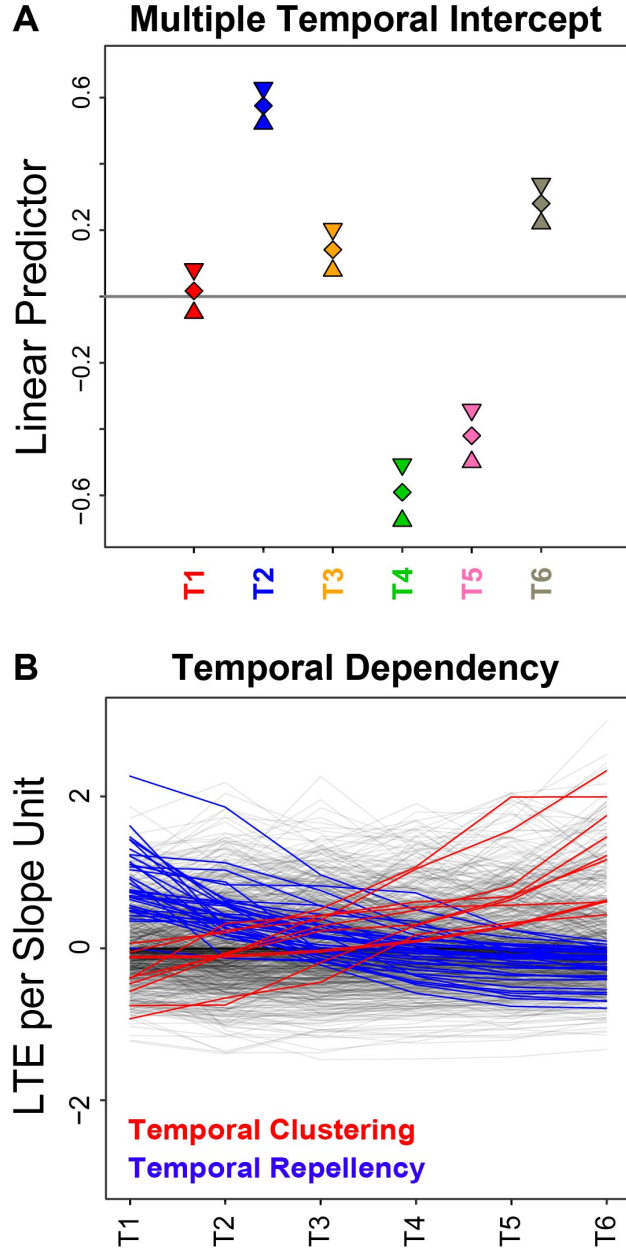 A Multiple Temporal Intercept
Linear Predictor
0.6
0.2
−0.2
−0.6
T1 T2 T3 T4 T5 T6
B Temporal Dependency
LTE per Slope Unit
2
0
−2
Temporal Clustering
Temporal Repellency
T1 T2 T3 T4 T5 T6